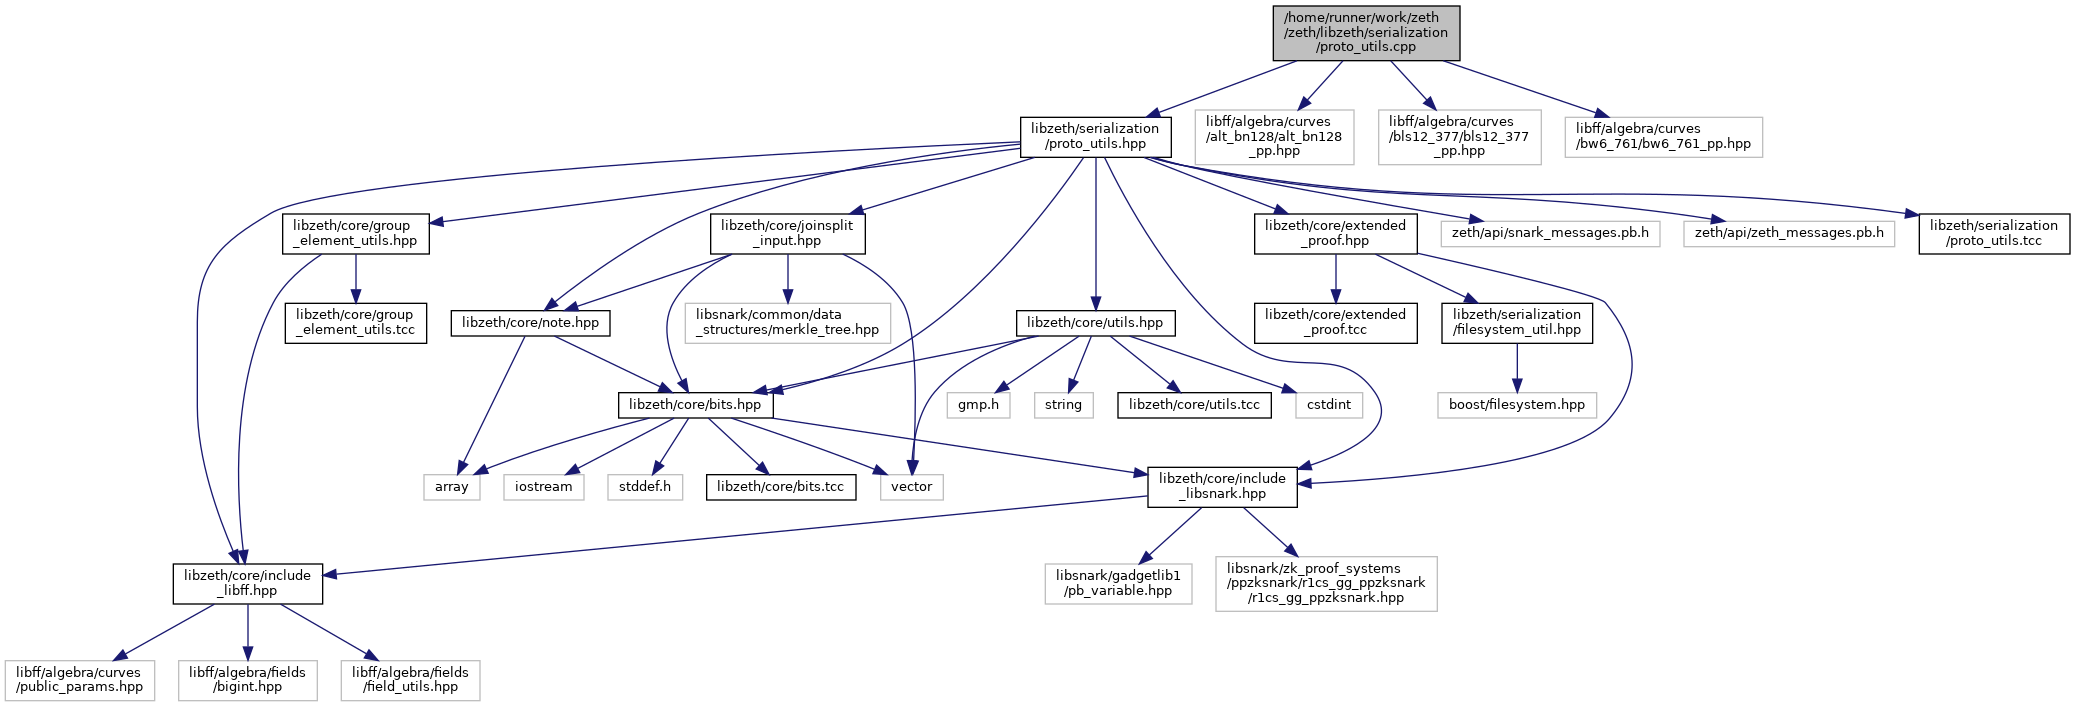 /home/runner/work/zeth
/zeth/libzeth/serialization
/proto_utils.cpp
libzeth/serialization
/proto_utils.hpp
libff/algebra/curves
/alt_bn128/alt_bn128
_pp.hpp
libff/algebra/curves
/bls12_377/bls12_377
_pp.hpp
libff/algebra/curves
/bw6_761/bw6_761_pp.hpp
libzeth/core/group
_element_utils.hpp
libzeth/core/joinsplit
_input.hpp
libzeth/core/extended
_proof.hpp
zeth/api/snark_messages.pb.h
zeth/api/zeth_messages.pb.h
libzeth/serialization
/proto_utils.tcc
libzeth/core/group
_element_utils.tcc
libzeth/core/note.hpp
libsnark/common/data
_structures/merkle_tree.hpp
libzeth/core/utils.hpp
libzeth/core/extended
_proof.tcc
libzeth/serialization
/filesystem_util.hpp
libzeth/core/bits.hpp
gmp.h
string
libzeth/core/utils.tcc
cstdint
boost/filesystem.hpp
array
iostream
stddef.h
libzeth/core/bits.tcc
vector
libzeth/core/include
_libsnark.hpp
libzeth/core/include
_libff.hpp
libsnark/gadgetlib1
/pb_variable.hpp
libsnark/zk_proof_systems
/ppzksnark/r1cs_gg_ppzksnark
/r1cs_gg_ppzksnark.hpp
libff/algebra/curves
/public_params.hpp
libff/algebra/fields
/bigint.hpp
libff/algebra/fields
/field_utils.hpp